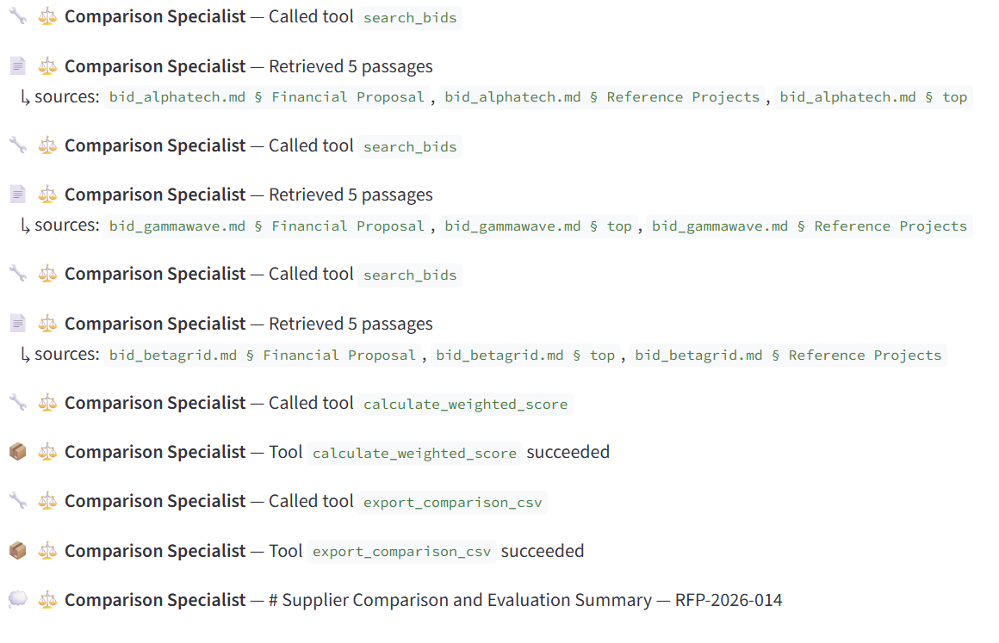 Comparison Specialist — Called tool search_bids
Comparison Specialist — Retrieved 5 passages
↳ sources: bid_alphatech.md § Financial Proposal , bid_alphatech.md § Reference Projects , bid_alphatech.md § top
Comparison Specialist — Called tool search_bids
Comparison Specialist — Retrieved 5 passages
↳ sources: bid_gammawave.md § Financial Proposal , bid_gammawave.md § top , bid_gammawave.md § Reference Projects
Comparison Specialist — Called tool search_bids
Comparison Specialist — Retrieved 5 passages
↳ sources: bid_betagrid.md § Financial Proposal , bid_betagrid.md § top , bid_betagrid.md § Reference Projects
Comparison Specialist — Called tool calculate_weighted_score
Comparison Specialist — Tool calculate_weighted_score succeeded
Comparison Specialist — Called tool export_comparison_csv
Comparison Specialist — Tool export_comparison_csv succeeded
Comparison Specialist — # Supplier Comparison and Evaluation Summary — RFP-2026-014